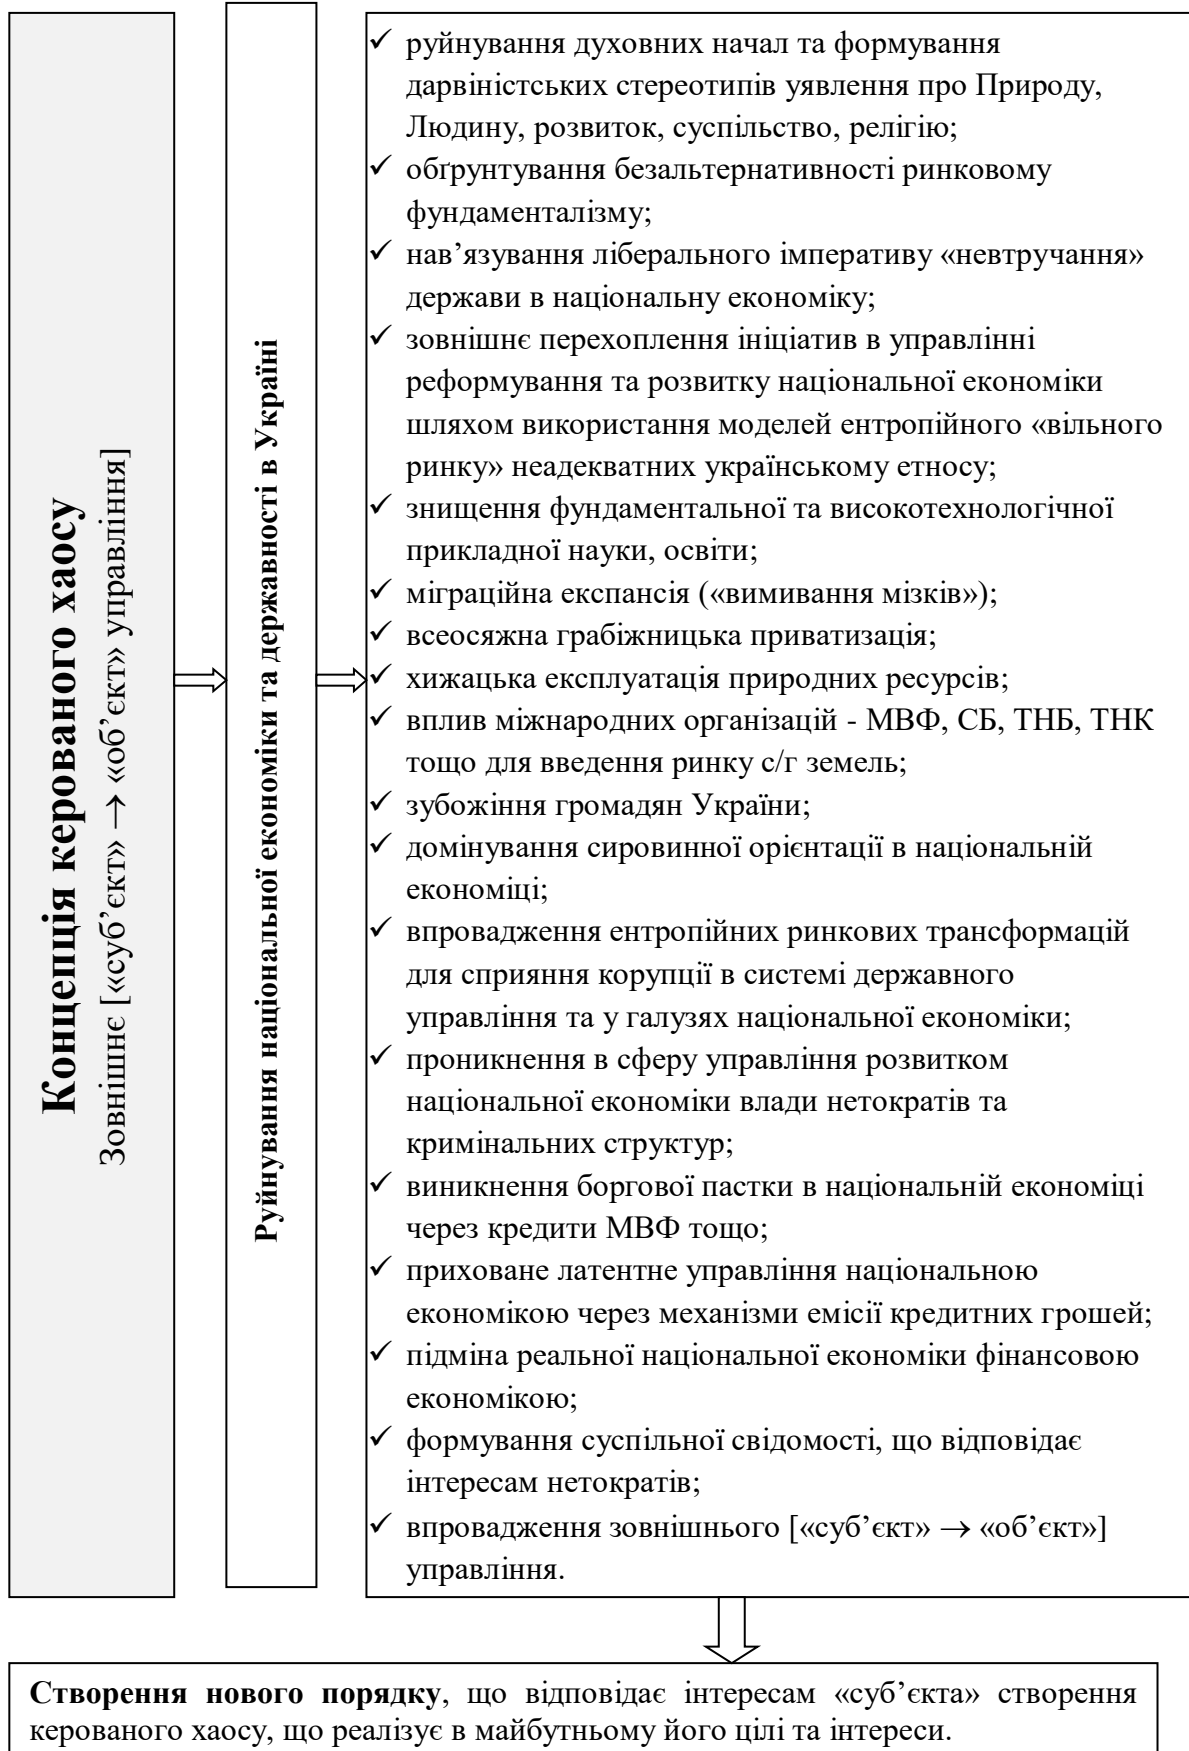 Концепція керованого хаосу
Зовнішнє [«суб’єкт» → «об’єкт» управління]
Руйнування національної економіки та державності в Україні
✓ руйнування духовних начал та формування
дарвіністських стереотипів уявлення про Природу,
Людину, розвиток, суспільство, релігію;
✓ обґрунтування безальтернативності ринковому
фундаменталізму;
✓ нав’язування ліберального імперативу «невтручання»
держави в національну економіку;
✓ зовнішнє перехоплення ініціатив в управлінні
реформування та розвитку національної економіки
шляхом використання моделей ентропійного «вільного
ринку» неадекватних українському етносу;
✓ знищення фундаментальної та високотехнологічної
прикладної науки, освіти;
✓ міграційна експансія («вимивання мізків»);
✓ всеосяжна грабіжницька приватизація;
✓ хижацька експлуатація природних ресурсів;
✓ вплив міжнародних організацій - МВФ, СБ, ТНБ, ТНК
тощо для введення ринку с/г земель;
✓ зубожіння громадян України;
✓ домінування сировинної орієнтації в національній
економіці;
✓ впровадження ентропійних ринкових трансформацій
для сприяння корупції в системі державного
управління та у галузях національної економіки;
✓ проникнення в сферу управління розвитком
національної економіки влади нетократів та
кримінальних структур;
✓ виникнення боргової пастки в національній економіці
через кредити МВФ тощо;
✓ приховане латентне управління національною
економікою через механізми емісії кредитних грошей;
✓ підміна реальної національної економіки фінансовою
економікою;
✓ формування суспільної свідомості, що відповідає
інтересам нетократів;
✓ впровадження зовнішнього [«суб’єкт» → «об’єкт»]
управління.
Створення нового порядку, що відповідає інтересам «суб’єкта» створення
керованого хаосу, що реалізує в майбутньому його цілі та інтереси.